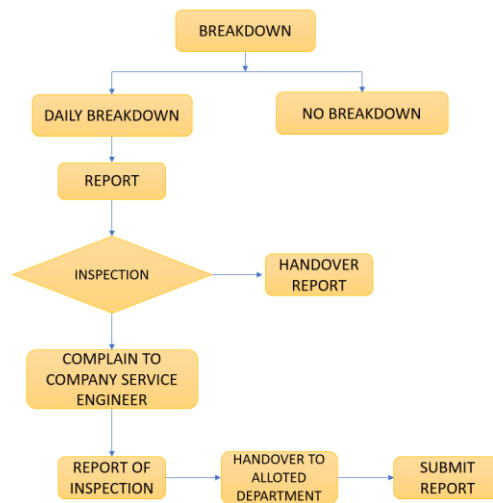 BREAKDOWN
DAILY BREAKDOWN
NO BREAKDOWN
REPORT
INSPECTION
HANDOVER
REPORT
COMPLAIN TO
COMPANY SERVICE
ENGINEER
REPORT OF
INSPECTION
HANDOVER TO
ALLOTED
DEPARTMENT
SUBMIT
REPORT